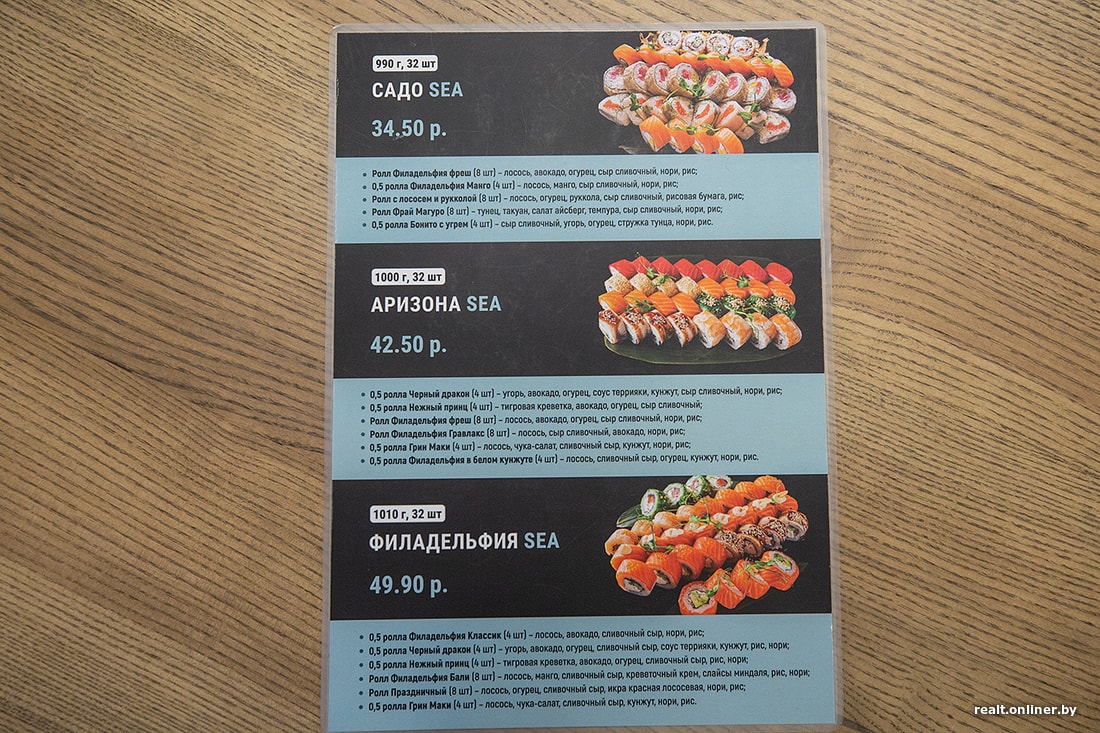 990 г, 32 шт
САДО SEA
34.50 р.
• Ролл Филадельфия фреш (8 шт) – лосось, авокадо, огурец, сыр сливочный, нори, рис;
• 0,5 ролла Филадельфия Манго (4 шт) – лосось, манго, сыр сливочный, нори, рис;
• Ролл с лососем и рукколой (8 шт) – лосось, огурец, руккола, сыр сливочный, рисовая бумага, рис;
• Ролл Фрай Магуро (8 шт) – тунец, такуан, салат айсберг, темпура, сыр сливочный, нори, рис;
• 0,5 ролла Бонито с угрем (4 шт) – сыр сливочный, угорь, огурец, стружка тунца, нори, рис.
1000 г, 32 шт
АРИЗОНА SEA
42.50 р.
• 0,5 ролла Черный дракон (4 шт) – угорь, авокадо, огурец, соус террияки, кунжут, сыр сливочный, нори, рис;
• 0,5 ролла Нежный принц (4 шт) – тигровая креветка, авокадо, огурец, сыр сливочный;
• Ролл Филадельфия фреш (8 шт) – лосось, авокадо, огурец, сыр сливочный, нори, рис;
• Ролл Филадельфия Гравлакс (8 шт) – лосось, сыр сливочный, авокадо, нори, рис;
• 0,5 ролла Грин Маки (4 шт) – лосось, чука-салат, сливочный сыр, кунжут, нори, рис;
• 0,5 ролла Филадельфия в белом кунжуте (4 шт) – лосось, сливочный сыр, огурец, кунжут, нори, рис.
1010 г, 32 шт
ФИЛАДЕЛЬФИЯ SEA
49.90 р.
• 0,5 ролла Филадельфия Классик (4 шт) – лосось, авокадо, сливочный сыр, нори, рис;
• 0,5 ролла Черный дракон (4 шт) – угорь, авокадо, огурец, сливочный сыр, соус террияки, кунжут, рис, нори;
• 0,5 ролла Нежный принц (4 шт) – тигровая креветка, авокадо, огурец, сливочный сыр, рис, нори;
• Ролл Филадельфия Бали (8 шт) – лосось, манго, сливочный сыр, креветочный крем, слайсы миндаля, рис, нори;
• Ролл Праздничный (8 шт) – лосось, огурец, сливочный сыр, икра красная лососевая, нори, рис;
• 0,5 ролла Грин Маки (4 шт) – лосось, чука-салат, сливочный сыр, кунжут, нори, рис.
realt.onliner.by